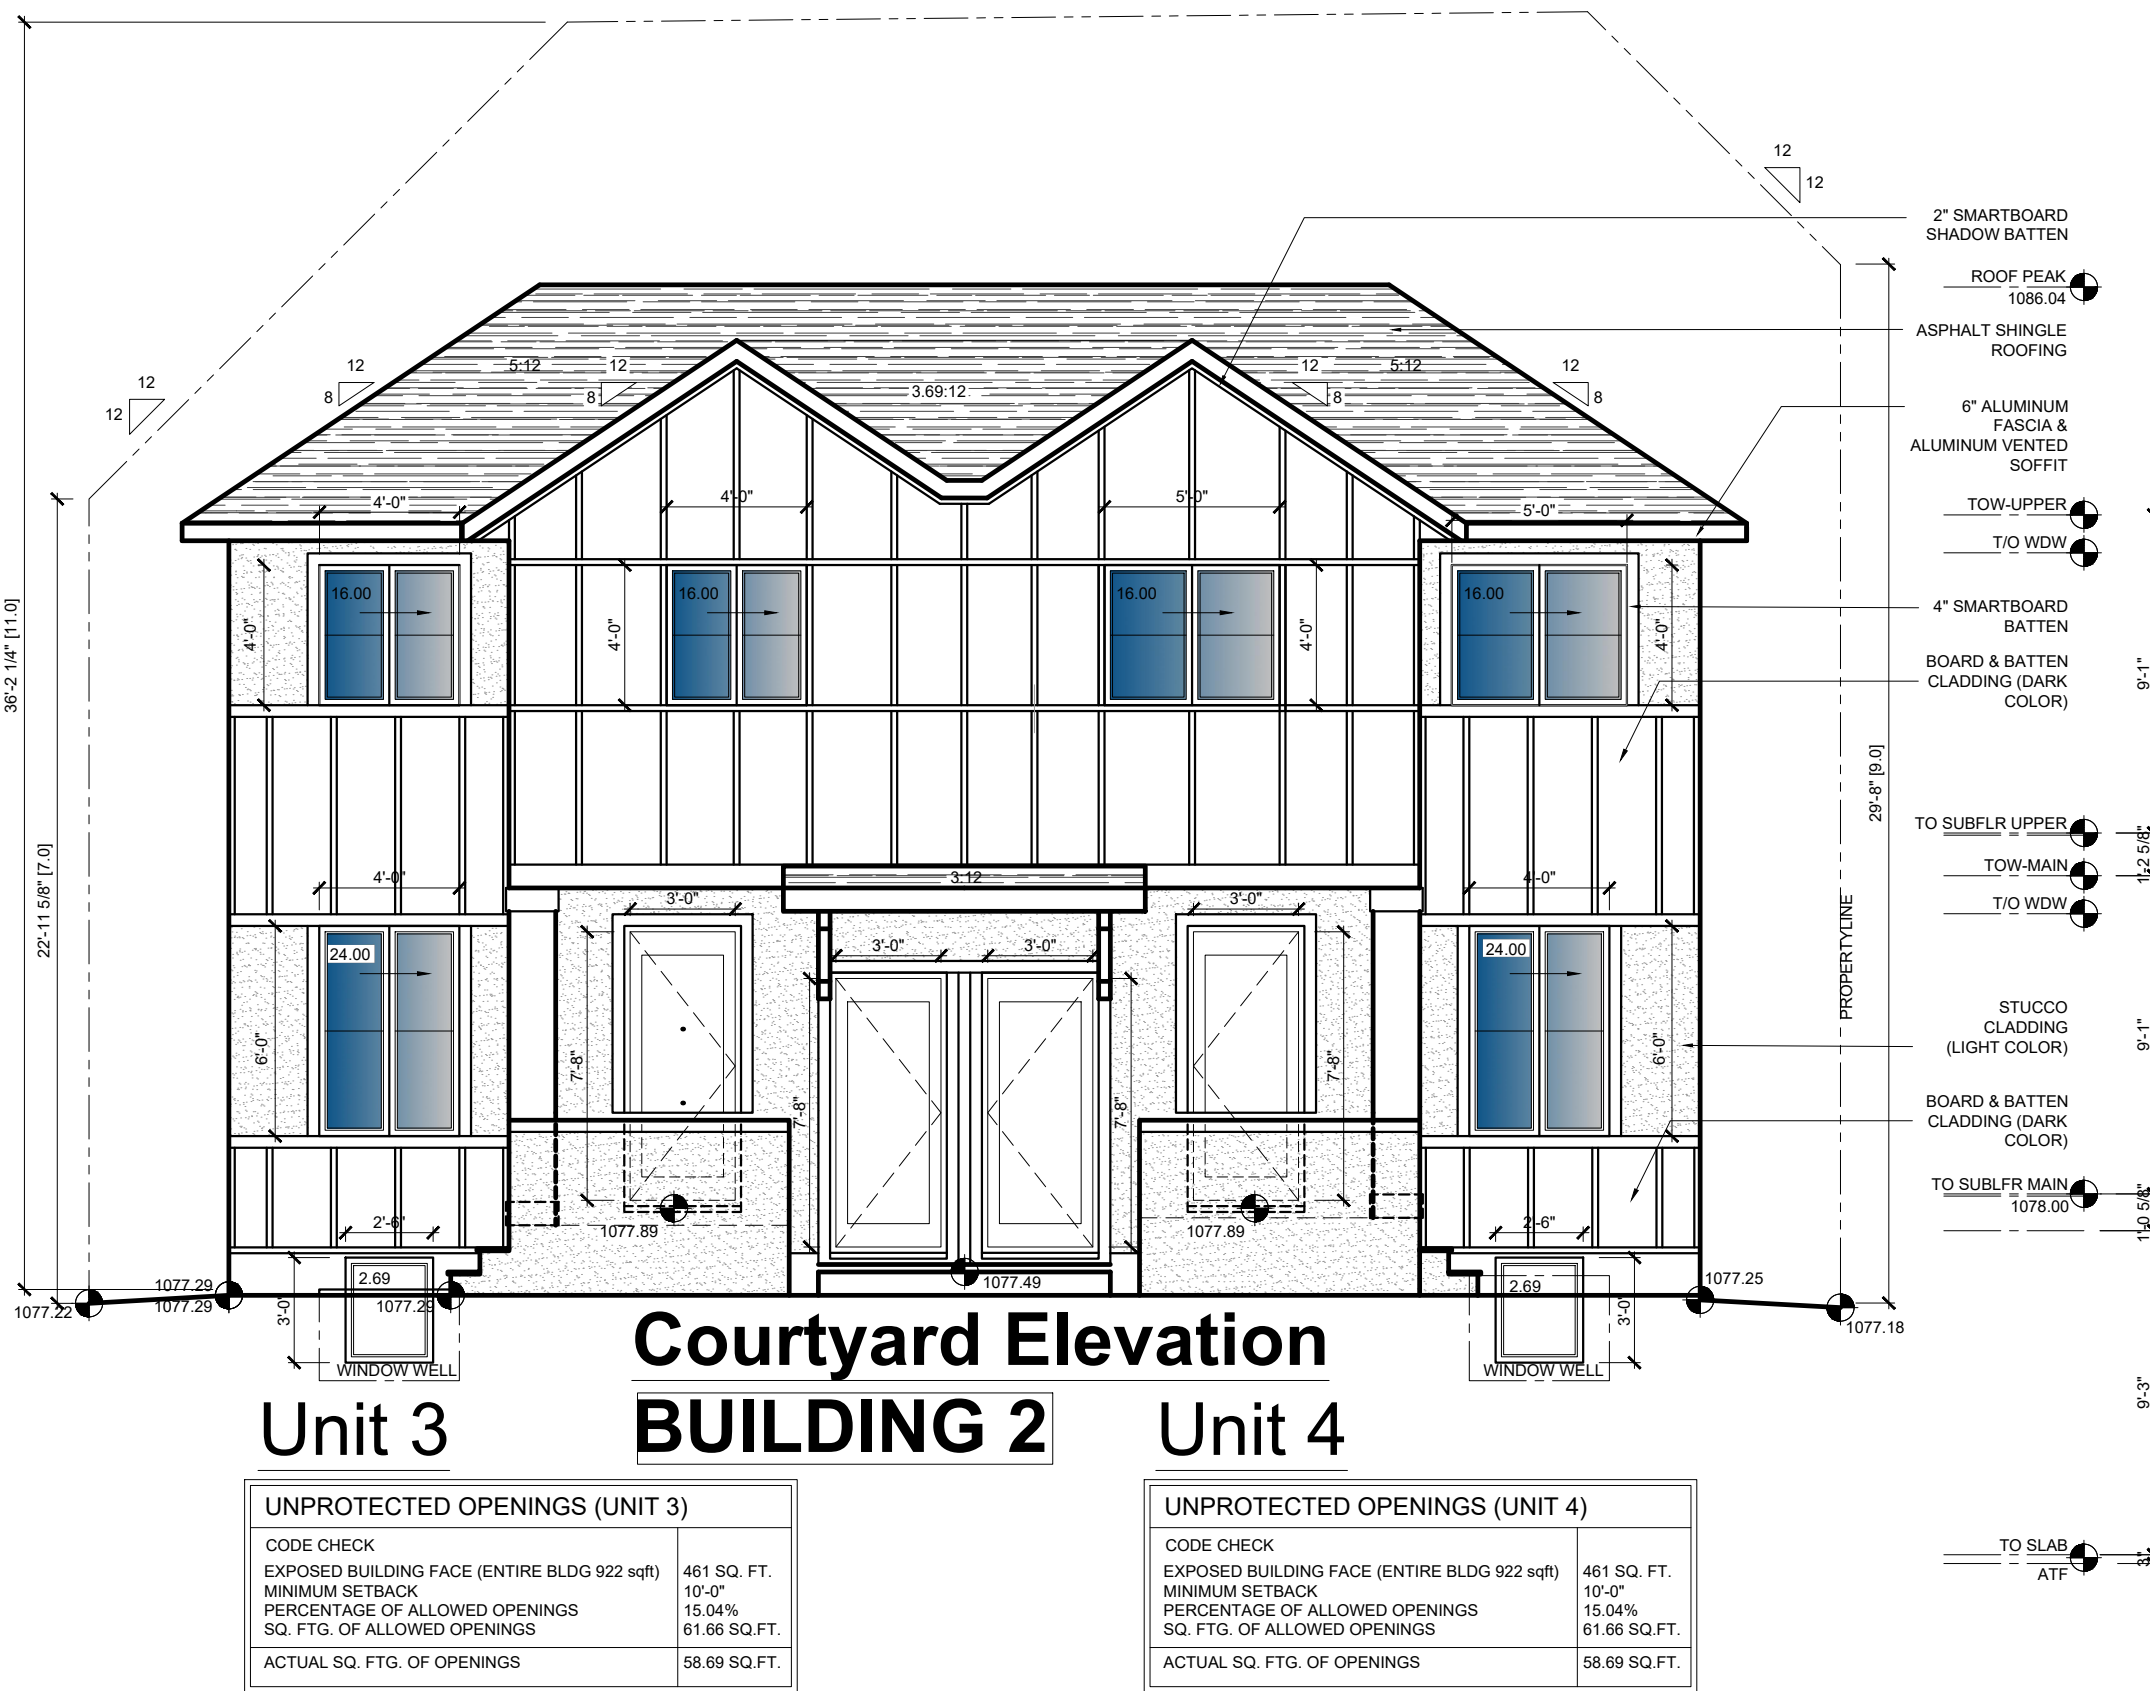 12
12
2" SMARTBOARD
SHADOW BATTEN
ROOF PEAK
1086.04
ASPHALT SHINGLE
ROOFING
12
8
5:12
12
8
3.69:12
12
8
5:12
12
8
12
12
6" ALUMINUM
FASCIA &
ALUMINUM VENTED
SOFFIT
4'-0"
4'-0"
5'-0"
5'-0"
TOW-UPPER
T/O WDW
16.00
16.00
16.00
16.00
4'-0"
4'-0"
4'-0"
4'-0"
4" SMARTBOARD
BATTEN
36'-2 1/4" [11.0]
BOARD & BATTEN
CLADDING (DARK
COLOR)
9'-1"
29'-8" [9.0]
22'-11 5/8" [7.0]
TO SUBFLR UPPER
1'-2 5/8"
TOW-MAIN
T/O WDW
4'-0"
3'-0"
3:12
3'-0"
4'-0"
PROPERTYLINE
24.00
3'-0"
3'-0"
24.00
6'-0"
7'-8"
7'-8"
7'-8"
7'-8"
6'-0"
STUCCO
CLADDING
(LIGHT COLOR)
9'-1"
BOARD & BATTEN
CLADDING (DARK
COLOR)
TO SUBLFR MAIN
1078.00
1'-0 5/8"
2'-6"
1077.89
1077.89
2'-6"
1077.22
1077.29
1077.29
3'-0"
2.69
1077.29
1077.49
2.69
3'-0"
1077.25
1077.18
WINDOW WELL
WINDOW WELL
Courtyard Elevation
BUILDING 2
Unit 3
Unit 4
9'-3"
UNPROTECTED OPENINGS (UNIT 3)
CODE CHECK
EXPOSED BUILDING FACE (ENTIRE BLDG 922 sqft) 461 SQ. FT.
MINIMUM SETBACK 10'-0"
PERCENTAGE OF ALLOWED OPENINGS 15.04%
SQ. FTG. OF ALLOWED OPENINGS 61.66 SQ.FT.
ACTUAL SQ. FTG. OF OPENINGS 58.69 SQ.FT.
UNPROTECTED OPENINGS (UNIT 4)
CODE CHECK
EXPOSED BUILDING FACE (ENTIRE BLDG 922 sqft) 461 SQ. FT.
MINIMUM SETBACK 10'-0"
PERCENTAGE OF ALLOWED OPENINGS 15.04%
SQ. FTG. OF ALLOWED OPENINGS 61.66 SQ.FT.
ACTUAL SQ. FTG. OF OPENINGS 58.69 SQ.FT.
TO SLAB
ATF
3"